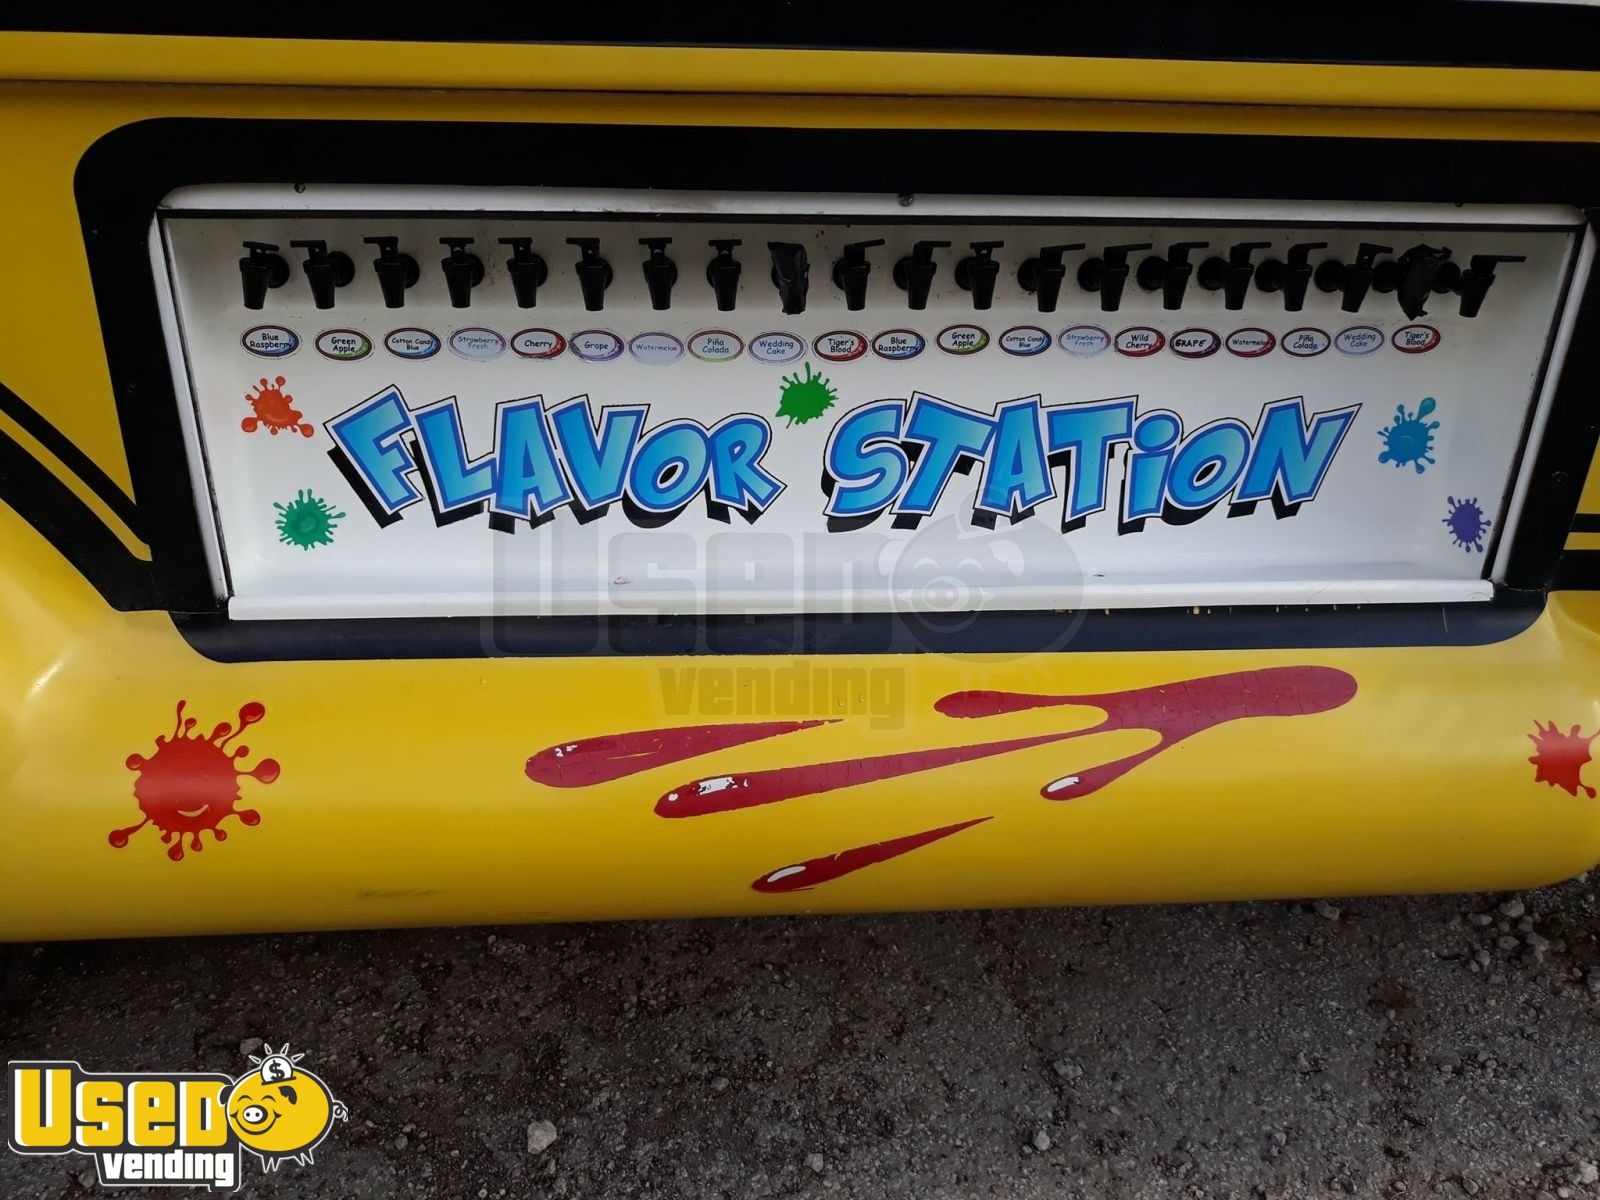 Blue Raspberry
Green Apple
Cotton Candy Blue
Strawberry Fresh
Cherry
Grape
Watermelon
Piña Colada
Wedding Cake
Tiger's Blood
Blue Raspberry
Green Apple
Cotton Candy Blue
Strawberry Fresh
Wild Cherry
GRAPE
Watermelon
Piña Colada
Wedding Cake
Tiger's Blood
FLAVOR STATiON
Used
vending
Used
vending